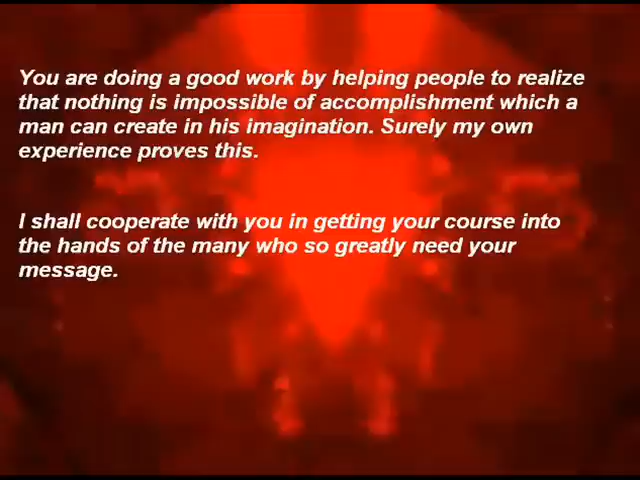 You are doing a good work by helping people to realize
that nothing is impossible of accomplishment which a
man can create in his imagination. Surely my own
experience proves this.
I shall cooperate with you in getting your course into
the hands of the many who so greatly need your
message.